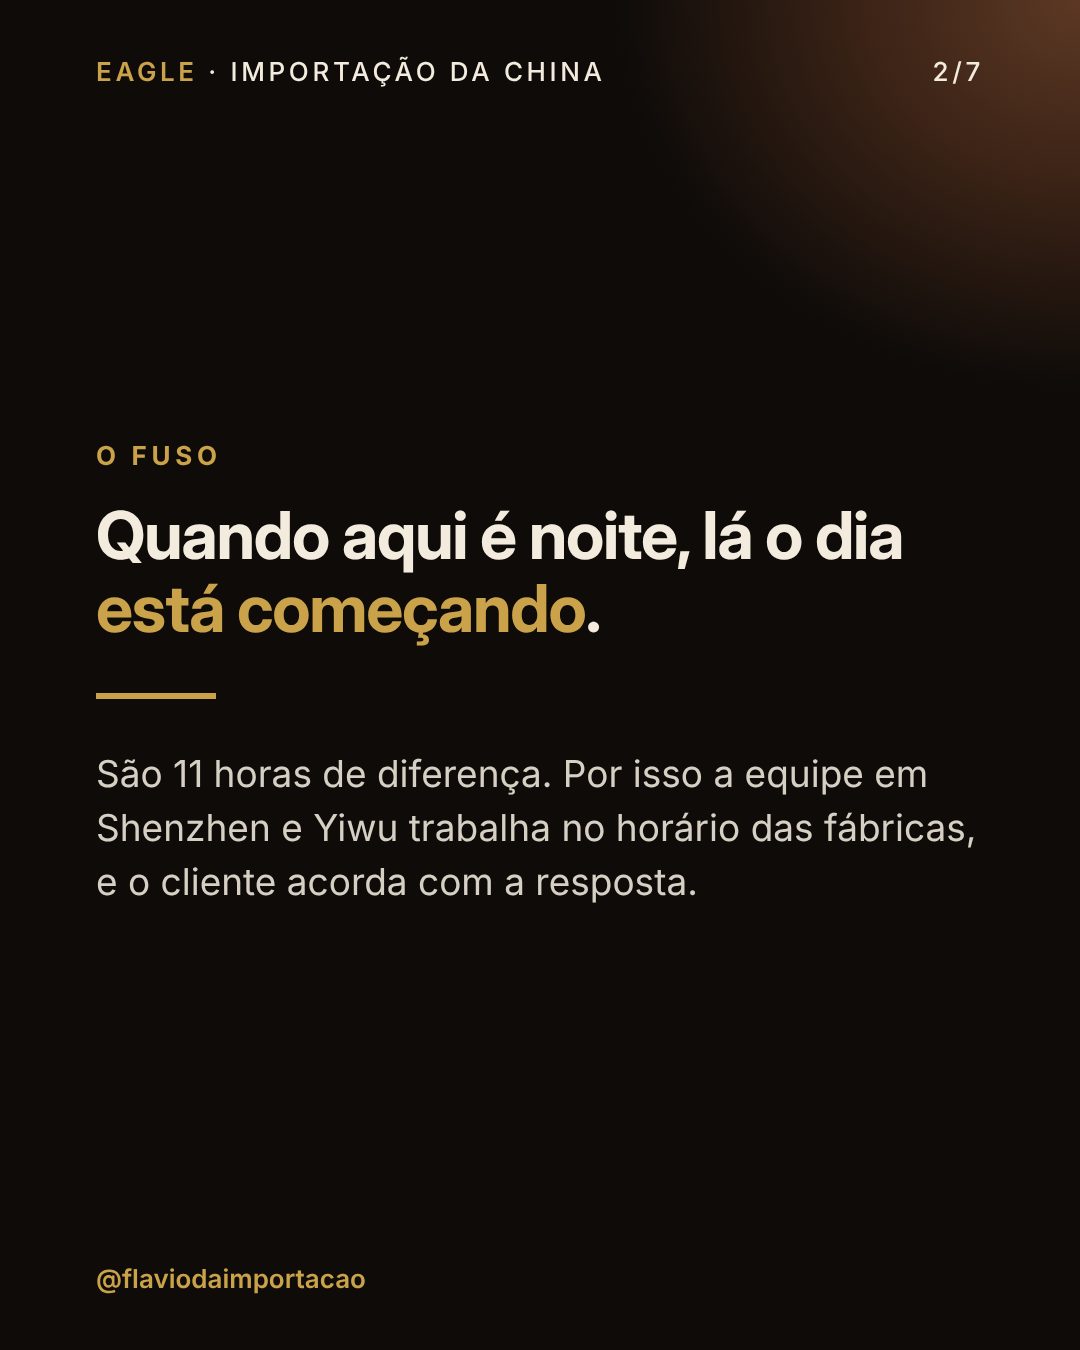 EAGLE · IMPORTAÇÃO DA CHINA
2/7
O FUSO
Quando aqui é noite, lá o dia
está começando.
São 11 horas de diferença. Por isso a equipe em
Shenzhen e Yiwu trabalha no horário das fábricas,
e o cliente acorda com a resposta.
@flaviodaimportacao